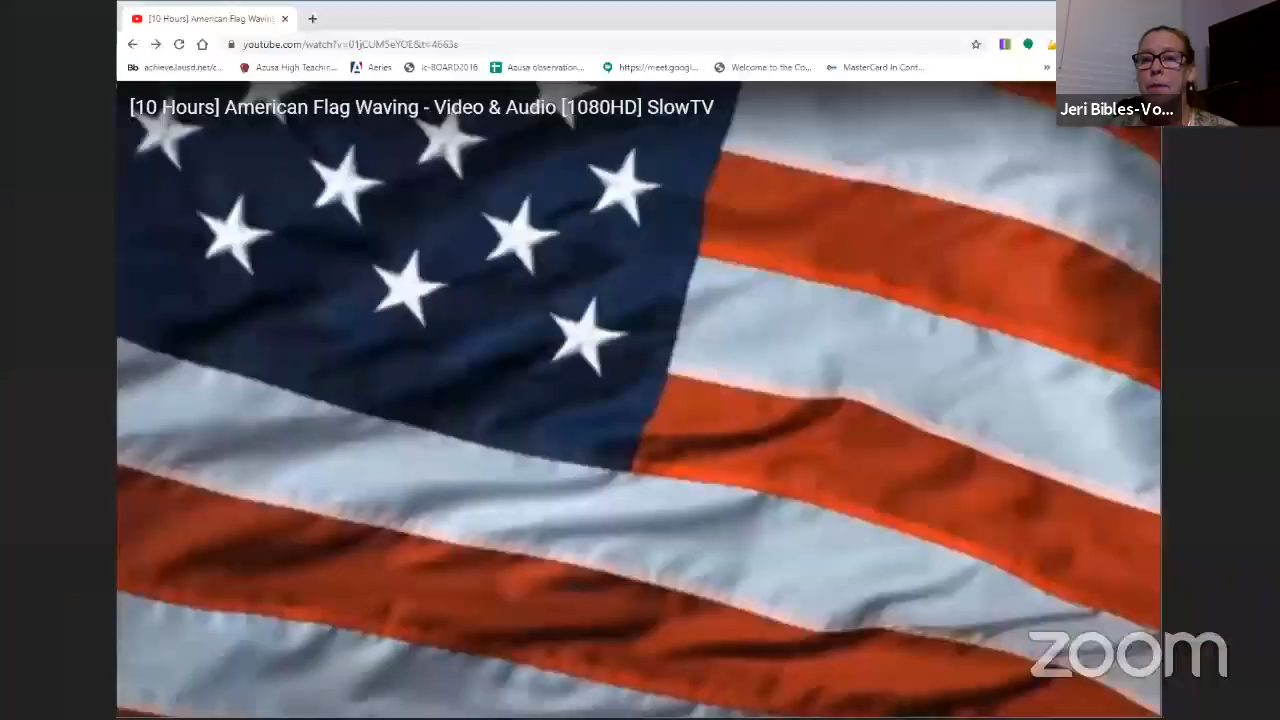 [10 Hours] American Flag Waving
youtube.com/watch?v=01jCUM5eYOE&t=4663s
Bb achieve.lausd.net/c...
Azusa High Teachin...
Aeries
lc-BOARD2016
Azusa observation...
https://meet.googl...
Welcome to the Co...
MasterCard In Cont...
»
[10 Hours] American Flag Waving - Video & Audio [1080HD] SlowTV
Jeri Bibles-Vo...
zoom